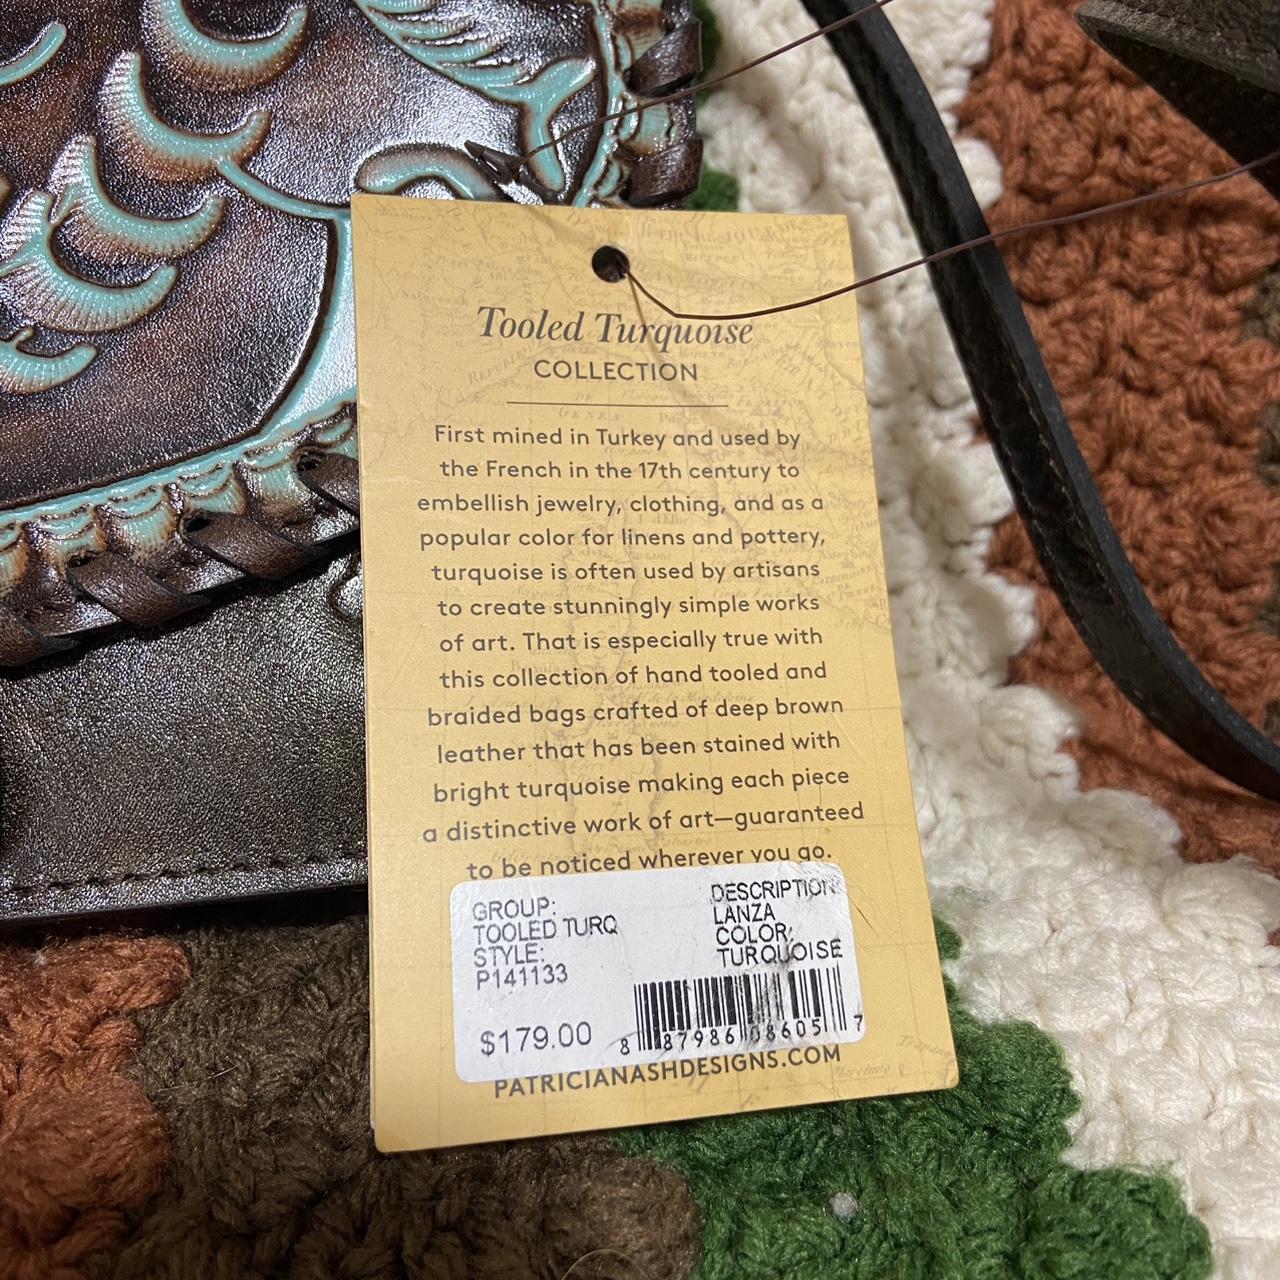 Tooled Turquoise
COLLECTION
First mined in Turkey and used by
the French in the 17th century to
embellish jewelry, clothing, and as a
popular color for linens and pottery,
turquoise is often used by artisans
to create stunningly simple works
of art. That is especially true with
this collection of hand tooled and
braided bags crafted of deep brown
leather that has been stained with
bright turquoise making each piece
a distinctive work of art—guaranteed
to be noticed wherever you go.
GROUP:
TOOLED TURQ
STYLE:
P141133
DESCRIPTION:
LANZA
COLOR:
TURQUOISE
$179.00
8 87986 08605 7
PATRICIANASHDESIGNS.COM